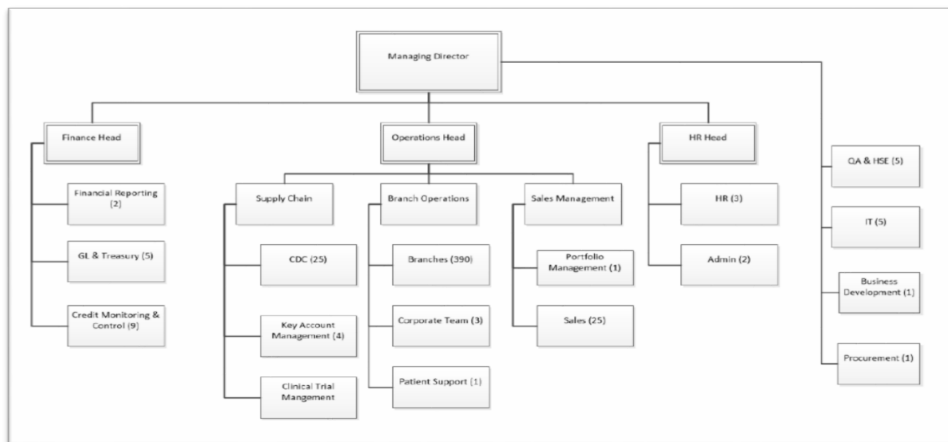 Managing Director
Finance Head
Operations Head
HR Head
QA & HSE (5)
Financial Reporting
(2)
Supply Chain
Branch Operations
Sales Management
HR (3)
IT (5)
GL & Treasury (5)
CDC (25)
Branches (390)
Portfolio
Management (1)
Admin (2)
Business
Development (1)
Credit Monitoring &
Control (9)
Key Account
Management (4)
Corporate Team (3)
Sales (25)
Procurement (1)
Clinical Trial
Mangement
Patient Support (1)